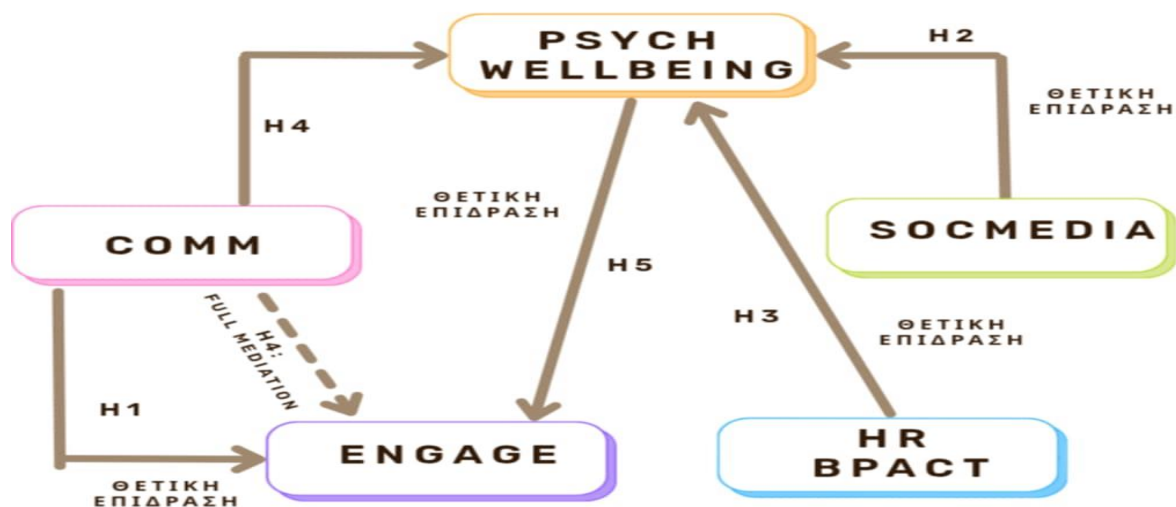 PSYCH
WELLBEING
H2
ΘΕΤΙΚΗ
ΕΠΙΔΡΑΣΗ
H4
ΘΕΤΙΚΗ
ΕΠΙΔΡΑΣΗ
COMM
SOCMEDIA
H5
H4:
FULL MEDIATION
H3
ΘΕΤΙΚΗ
ΕΠΙΔΡΑΣΗ
H1
ENGAGE
HR
BPACT
ΘΕΤΙΚΗ
ΕΠΙΔΡΑΣΗ